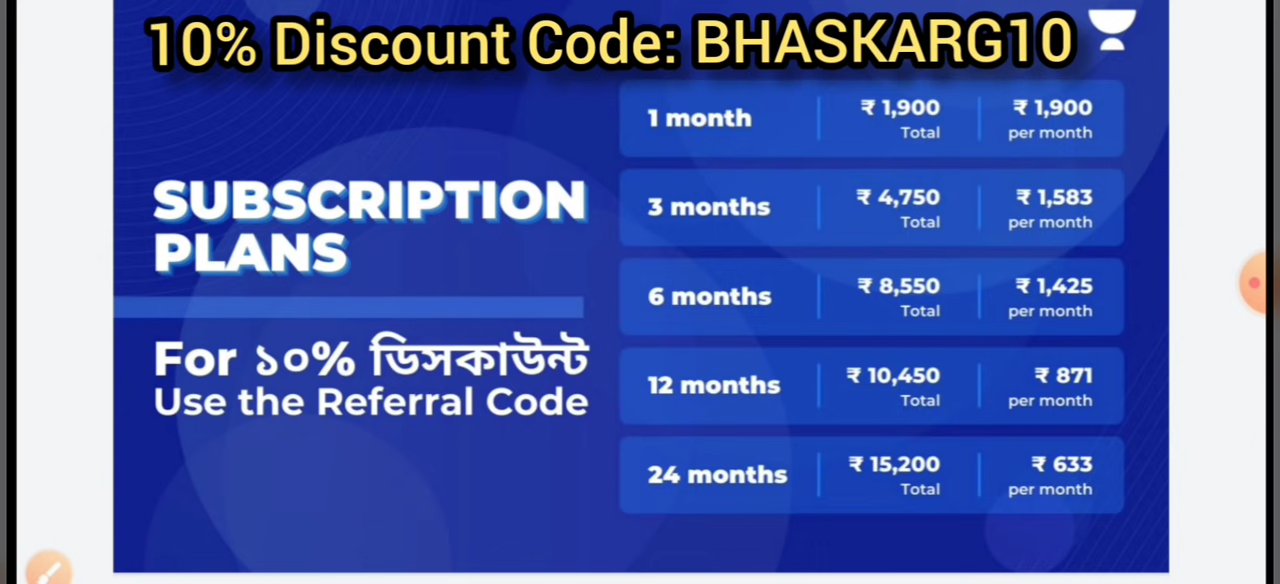 10% Discount Code: BHASKARG10
SUBSCRIPTION
PLANS
For ১০% ডিসকাউন্ট
Use the Referral Code
1 month ₹ 1,900 Total ₹ 1,900 per month
3 months ₹ 4,750 Total ₹ 1,583 per month
6 months ₹ 8,550 Total ₹ 1,425 per month
12 months ₹ 10,450 Total ₹ 871 per month
24 months ₹ 15,200 Total ₹ 633 per month